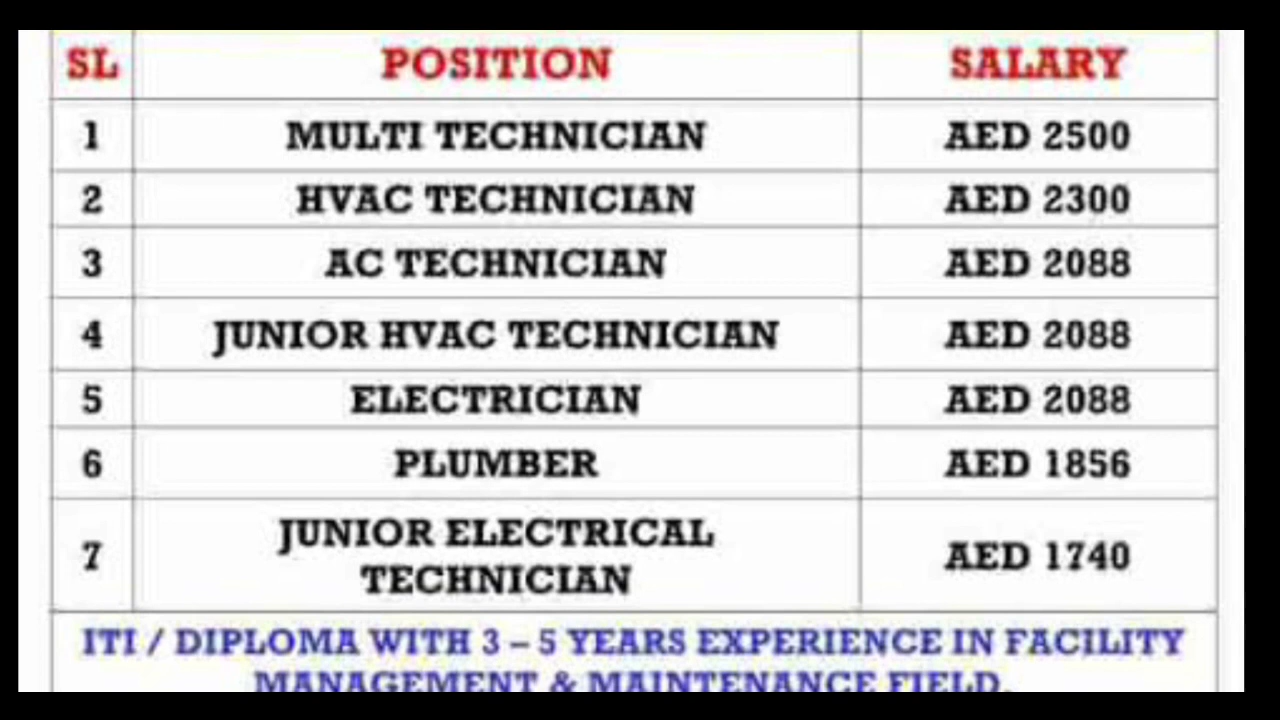 SL POSITION SALARY
1 MULTI TECHNICIAN AED 2500
2 HVAC TECHNICIAN AED 2300
3 AC TECHNICIAN AED 2088
4 JUNIOR HVAC TECHNICIAN AED 2088
5 ELECTRICIAN AED 2088
6 PLUMBER AED 1856
7 JUNIOR ELECTRICAL
TECHNICIAN AED 1740
ITI / DIPLOMA WITH 3 – 5 YEARS EXPERIENCE IN FACILITY
MANAGEMENT & MAINTENANCE FIELD.